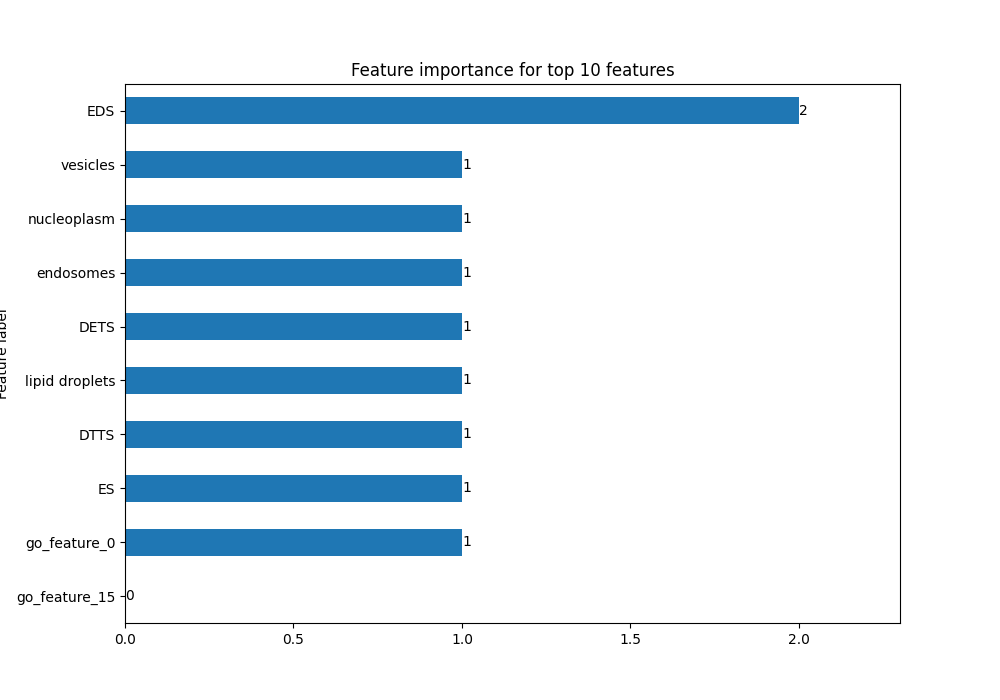 Feature importance for top 10 features
EDS
2
vesicles
1
nucleoplasm
1
endosomes
1
Feature label
DETS
1
lipid droplets
1
DTTS
1
ES
1
go_feature_0
1
go_feature_15
0
0.0
0.5
1.0
1.5
2.0